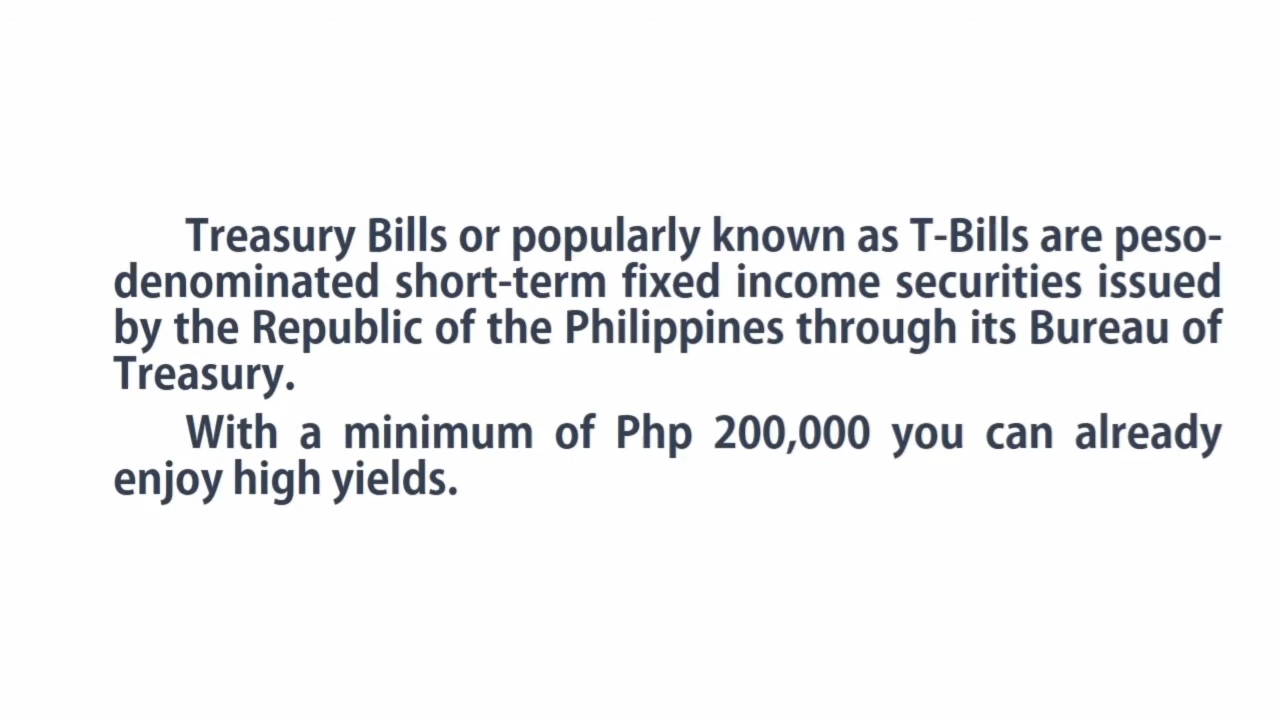 Treasury Bills or popularly known as T-Bills are peso-
denominated short-term fixed income securities issued
by the Republic of the Philippines through its Bureau of
Treasury.
With a minimum of Php 200,000 you can already
enjoy high yields.